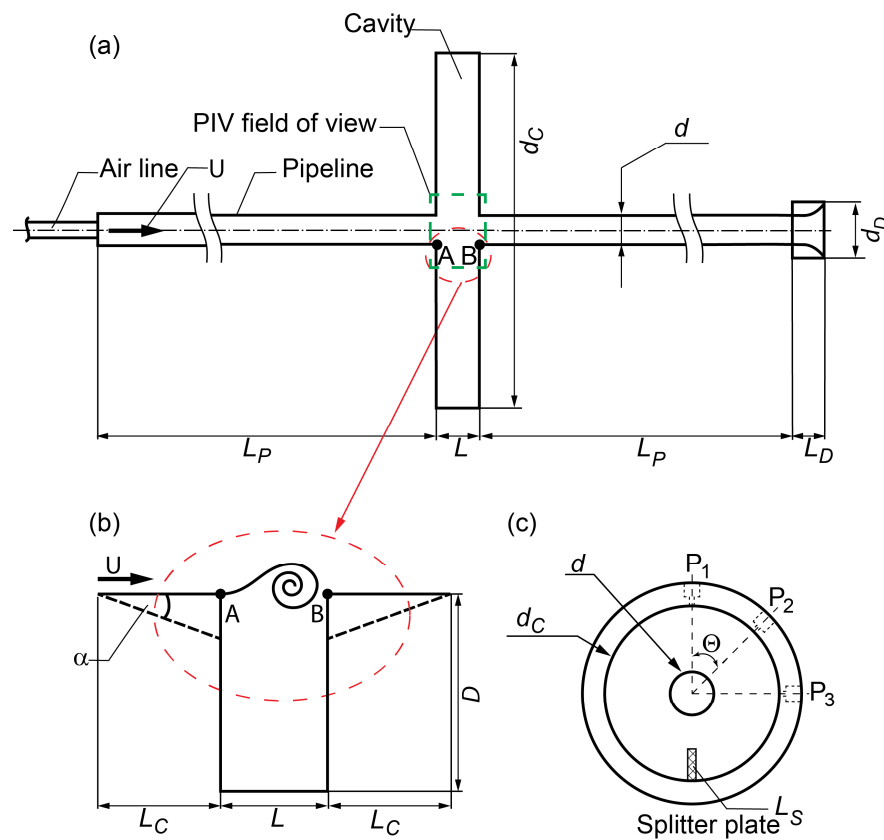 (a)
Cavity
PIV field of view
d_C
d
Air line
U
Pipeline
d_D
A
B
L_P
L
L_P
L_D
(b)
U
A
B
α
D
L_C
L
L_C
(c)
P_1
d
P_2
d_C
Θ
P_3
L_S
Splitter plate